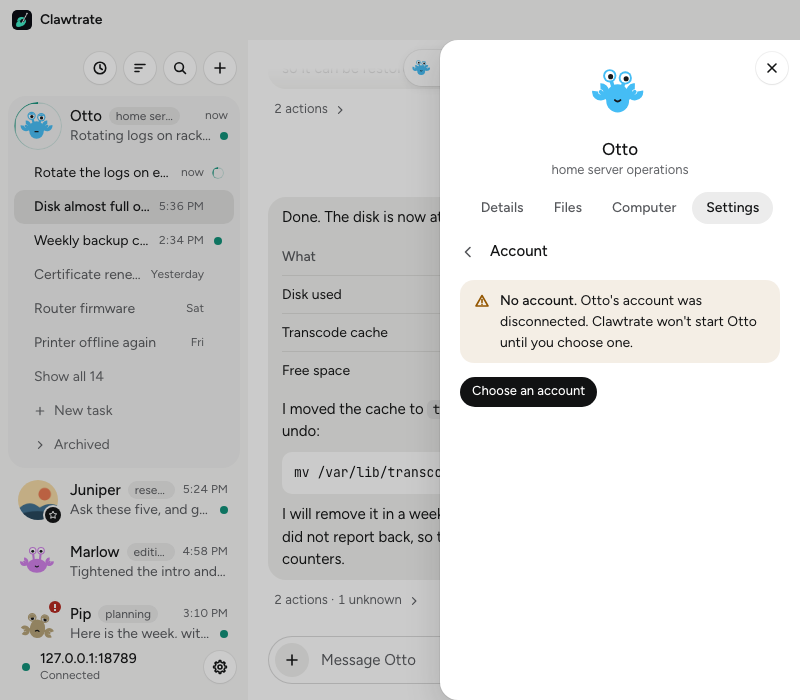 Clawtrate
Otto home ser... now
Rotating logs on rack...
Rotate the logs on e... now
Disk almost full o... 5:36 PM
Weekly backup c... 2:34 PM
Certificate rene... Yesterday
Router firmware Sat
Printer offline again Fri
Show all 14
New task
Archived
Juniper rese... 5:24 PM
Ask these five, and g...
Marlow editi... 4:58 PM
Tightened the intro and...
Pip planning 3:10 PM
Here is the week. wit...
127.0.0.1:18789
Connected
2 actions
Done. The disk is now at
What
Disk used
Transcode cache
Free space
I moved the cache to
undo:
mv /var/lib/transco
I will remove it in a week
did not report back, so t
counters.
2 actions · 1 unknown
Message Otto
Otto
home server operations
Details Files Computer Settings
Account
No account. Otto's account was
disconnected. Clawtrate won't start Otto
until you choose one.
Choose an account